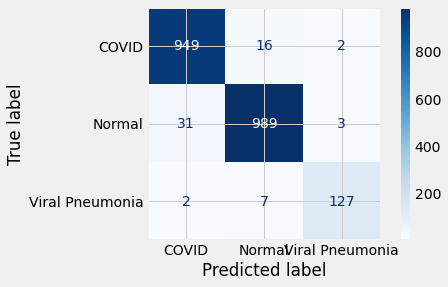 COVID 949 16 2
Normal 31 989 3
Viral Pneumonia 2 7 127
True label
COVID Normal Viral Pneumonia
Predicted label
800
600
400
200